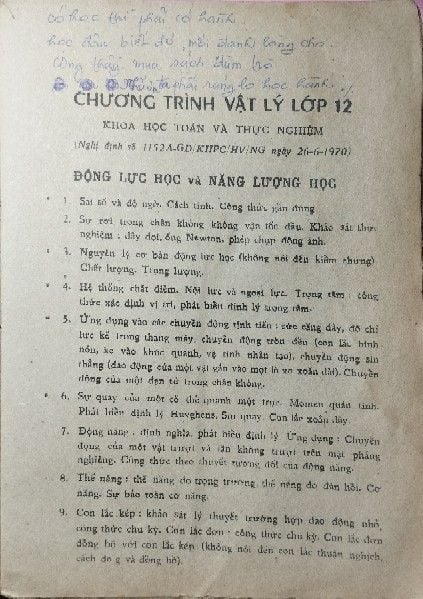 có học thì phải có hành
học đâu biết đó, mới danh
Công thầy mua sách
phải rang lo học hành
CHƯƠNG TRÌNH VẬT LÝ LỚP 12
KHOA HỌC TOÁN VÀ THỰC NGHIỆM
(Nghị định số 1152A-GD/KHPC/HV/NG ngày 26-6-1970)
ĐỘNG LỰC HỌC và NĂNG LƯỢNG HỌC
* 1. Sai số và độ ngờ. Cách tính. Công thức gần đúng
2. Sự rơi trong chân không không vận tốc đầu. Khảo sát thực
nghiệm : dây dọi, ống Newton, phép chụp động ảnh.
* 3. Nguyên lý cơ bản động lực học (không nói đến kiểm chứng)
Chất lượng. Trọng lượng.
* 4. Hệ thống chất điểm. Nội lực và ngoại lực. Trọng tâm : công
thức xác định vị trí, phát biểu định lý trọng tâm.
* 5. Ứng dụng vào các chuyển động tịnh tiến : sức căng dây, đo chỉ
lực kế trong thang máy, chuyển động tròn đều (con lắc hình
nón, xe vào khúc quanh, vệ tinh nhân tạo), chuyển động sin
thẳng (dao động của một vật gắn vào một lò xo xoắn dài). Chuyển
động của một đạn tử trong chân không.
* 6. Sự quay của một cố thể quanh một trục. Momen quán tính.
Phát biểu định lý Huyghens. Sự quay. Con lắc xoắn dây.
7. Động năng : định nghĩa, phát biểu định lý Ứng dụng : Chuyển
động của một vật trượt và lăn không trượt trên mặt phẳng
nghiêng. Công thức theo thuyết tương đối của động năng.
8. Thế năng : thế năng do trọng trường, thế năng do đàn hồi. Cơ
năng. Sự bảo toàn cơ năng.
9. Con lắc kép : khảo sát lý thuyết trường hợp dao động nhỏ,
công thức chu kỳ. Con lắc đơn : công thức chu kỳ. Con lắc đơn
đồng bộ với con lắc kép (không nói đến con lắc thuận nghịch,
cách đo g và đồng hồ).